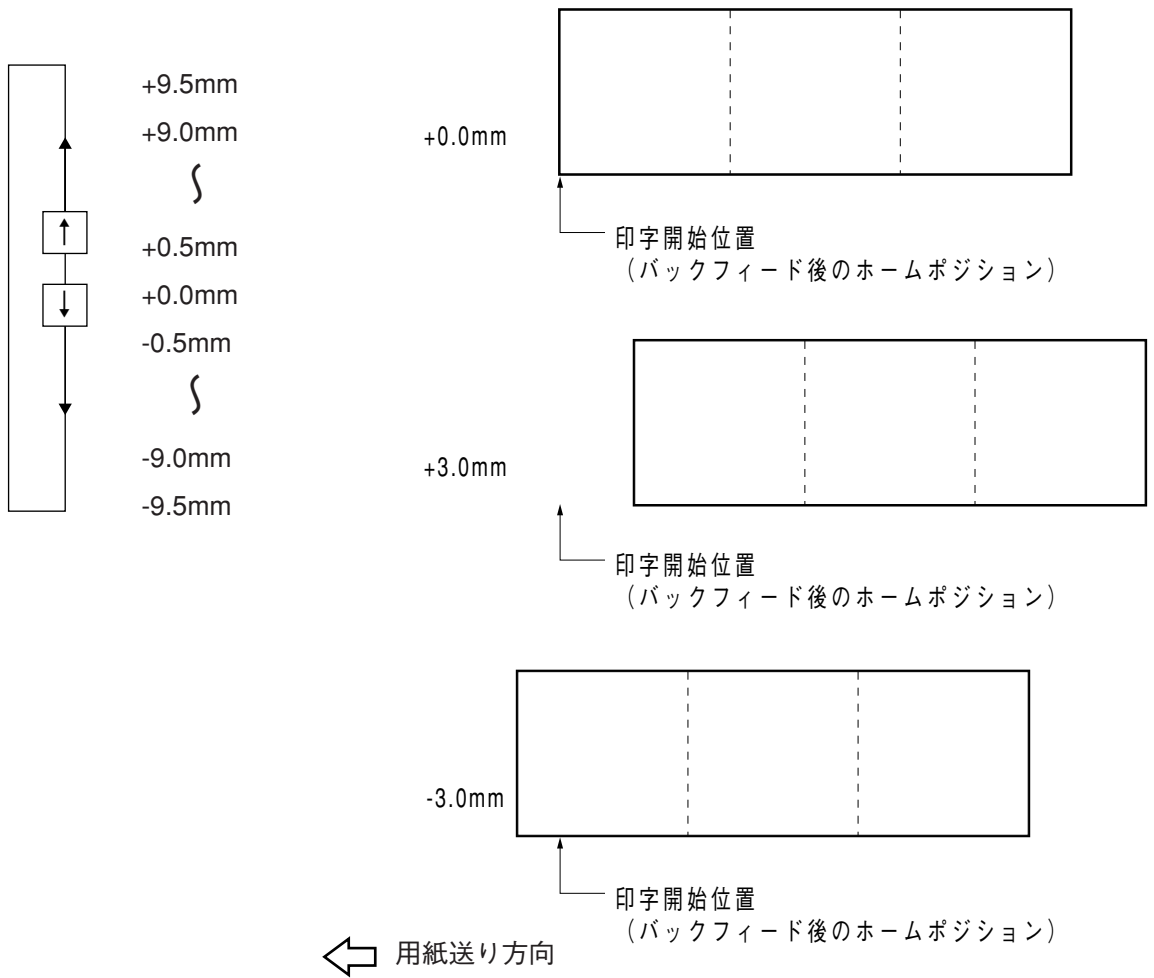 +9.5mm
+9.0mm
+0.5mm
+0.0mm
-0.5mm
-9.0mm
-9.5mm
+0.0mm
印字開始位置
（バックフィード後のホームポジション）
+3.0mm
印字開始位置
（バックフィード後のホームポジション）
-3.0mm
印字開始位置
（バックフィード後のホームポジション）
用紙送り方向